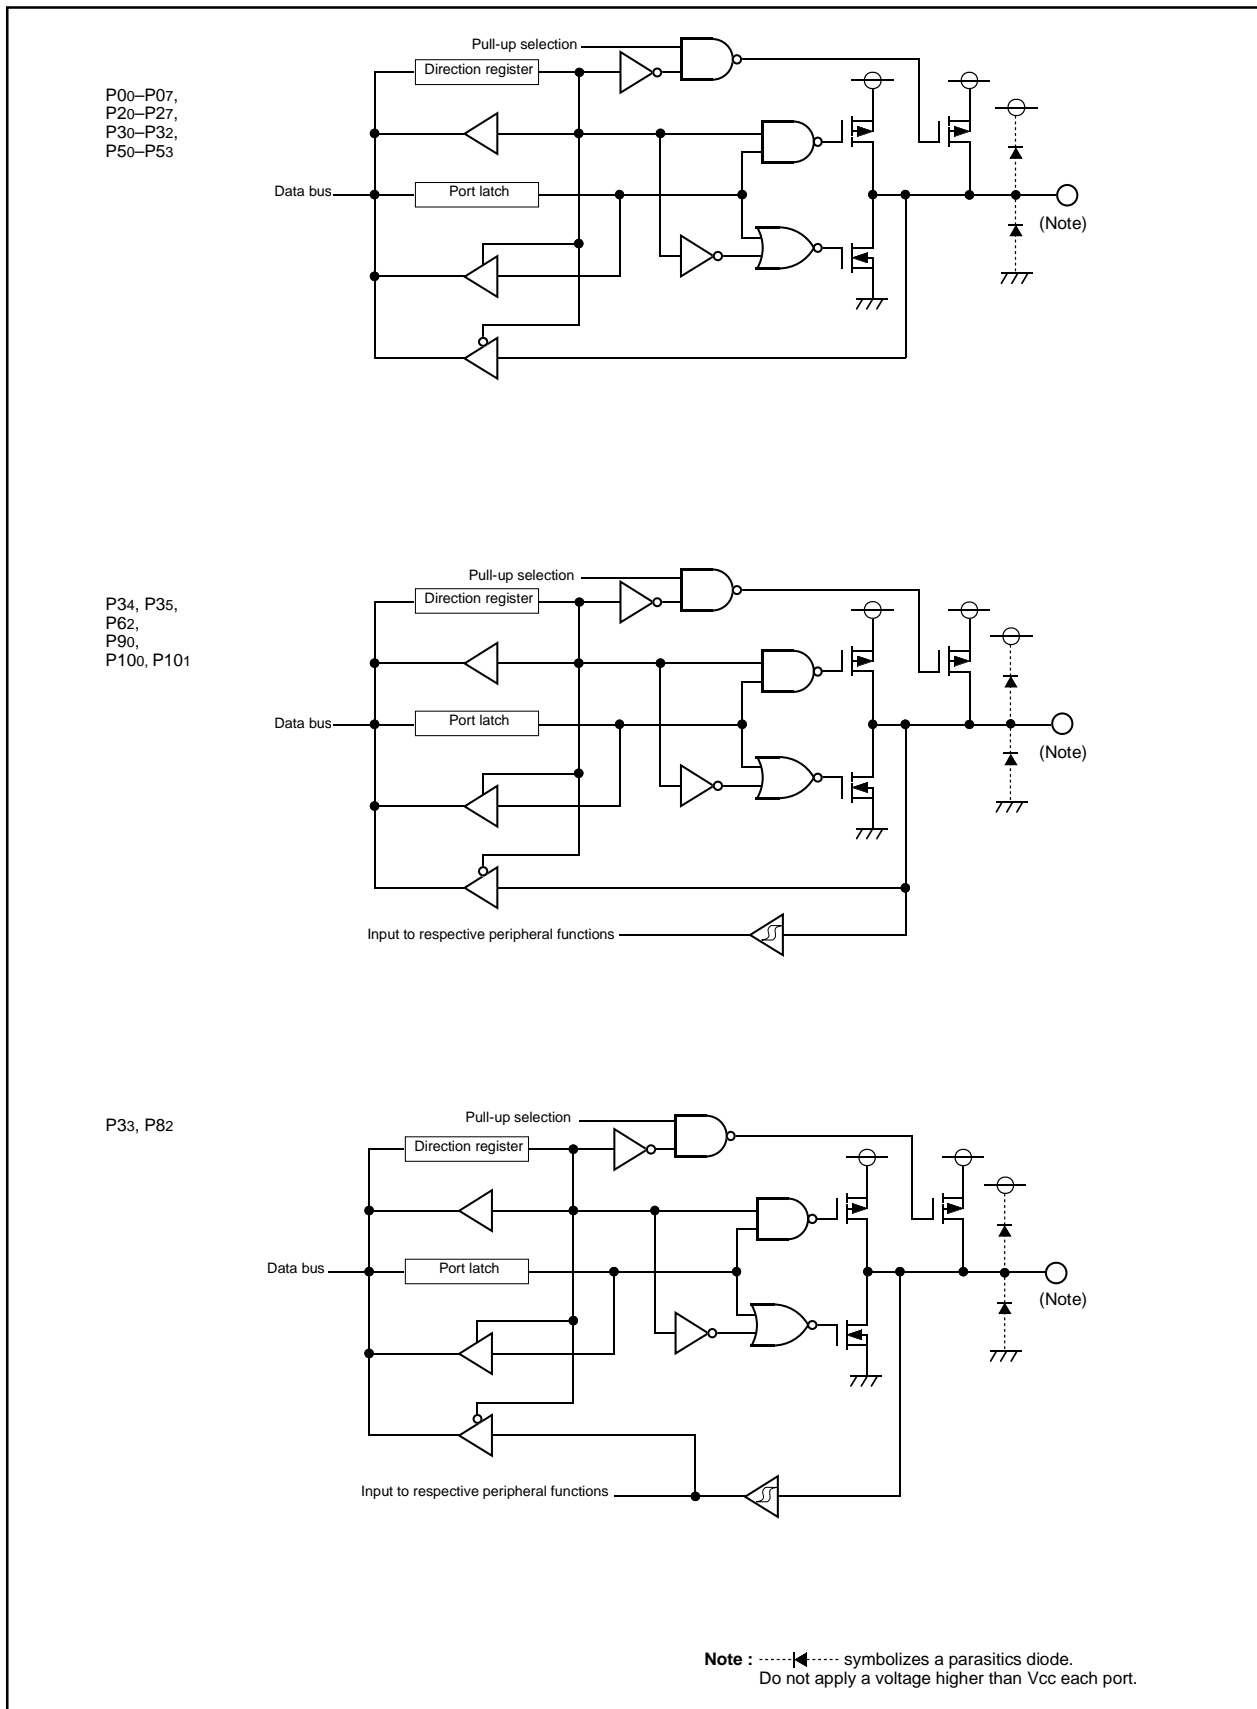 Pull-up selection
Direction register
P00–P07,
P20–P27,
P30–P32,
P50–P53
Data bus
Port latch
(Note)
Pull-up selection
Direction register
P34, P35,
P62,
P90,
P100, P101
Data bus
Port latch
(Note)
Input to respective peripheral functions
Pull-up selection
P33, P82
Direction register
Data bus
Port latch
(Note)
Input to respective peripheral functions
Note : symbolizes a parasitics diode.
Do not apply a voltage higher than Vcc each port.